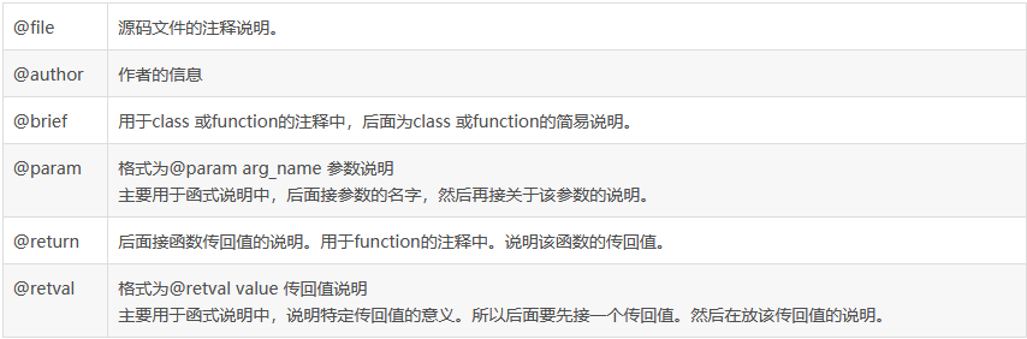 @file 源码文件的注释说明。
@author 作者的信息
@brief 用于class 或function的注释中，后面为class 或function的简易说明。
@param 格式为@param arg_name 参数说明
主要用于函式说明中，后面接参数的名字，然后再接关于该参数的说明。
@return 后面接函数传回值的说明。用于function的注释中。说明该函数的传回值。
@retval 格式为@retval value 传回值说明
主要用于函式说明中，说明特定传回值的意义。所以后面要先接一个传回值。然后在放该传回值的说明。